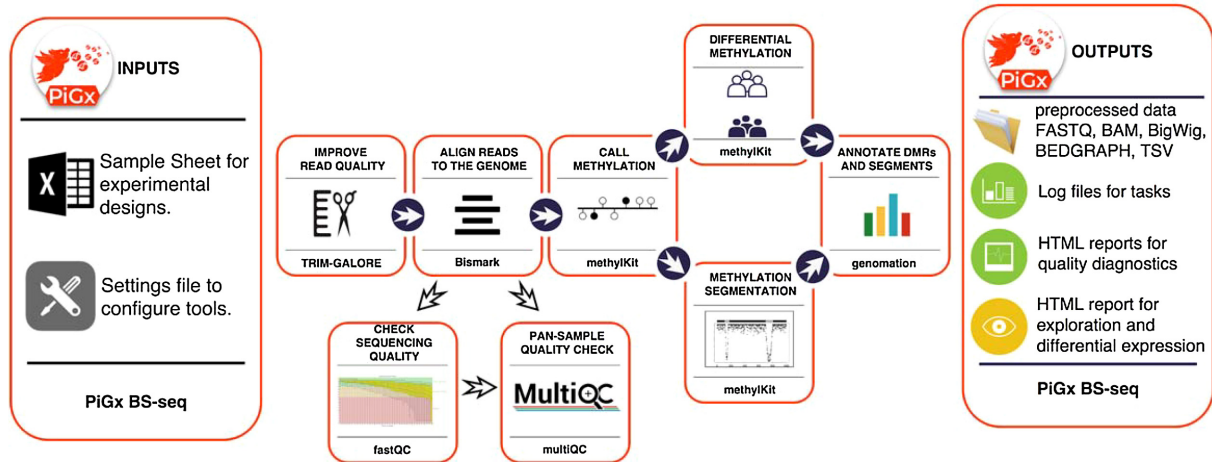 PiGx
INPUTS
X
Sample Sheet for
experimental
designs.
Settings file to
configure tools.
PiGx BS-seq
IMPROVE
READ QUALITY
TRIM-GALORE
ALIGN READS
TO THE GENOME
Bismark
CALL
METHYLATION
methylKit
DIFFERENTIAL
METHYLATION
methylKit
METHYLATION
SEGMENTATION
methylKit
ANNOTATE DMRs
AND SEGMENTS
genomation
CHECK
SEQUENCING
QUALITY
fastQC
PAN-SAMPLE
QUALITY CHECK
MultiQC
multiQC
PiGx
OUTPUTS
preprocessed data
FASTQ, BAM, BigWig,
BEDGRAPH, TSV
Log files for tasks
HTML reports for
quality diagnostics
HTML report for
exploration and
differential expression
PiGx BS-seq